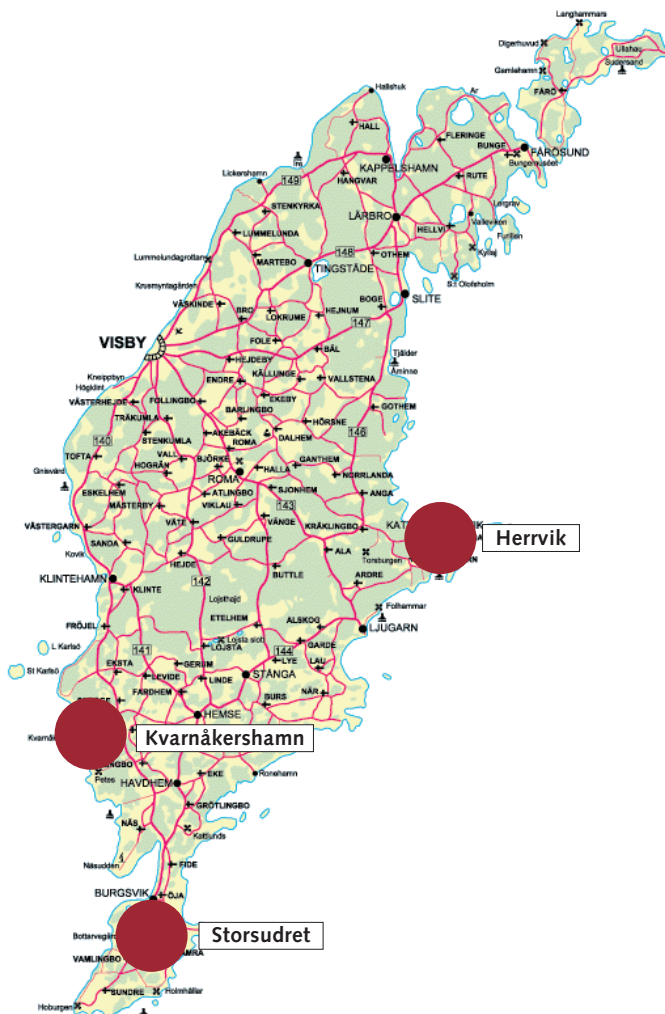 Langhammars
Digerhuvud
Ullahau
Gamlehamn
Sudersand
FÅRÖ
Hallshuk
Ar
HALL
FLERINGE
BUNGE
FÅRÖSUND
Bungemuséet
KAPPELSHAMN
HANGVAR
RUTE
149
Lickershamn
STENKYRKA
LÄRBRO
Lergrav
Valleviken
HELLVI
Furillen
LUMMELUNDA
148
Kyllaj
Lummelundagrottan
MARTEBO
OTHEM
TINGSTÄDE
S:t Olofsholm
Krusmyntagården
VÄSKINDE
BOGE
SLITE
BRO
LOKRUME
HEJNUM
147
VISBY
FOLE
BÄL
Tjälder
HEJDEBY
Åminne
Kneippbyn
Högklint
ENDRE
KÄLLUNGE
VALLSTENA
VÄSTERHEJDE
FOLLINGBO
EKEBY
GOTHEM
TRÄKUMLA
BARLINGBO
HÖRSNE
140
STENKUMLA
AKEBÄCK
DALHEM
146
ROMA
TOFTA
VALL
BJÖRKE
GANTHEM
HOGRÄN
HALLA
Gnisvärd
ROMA
NORRLANDA
ESKELHEM
ATLINGBO
SJONHEM
ANGA
MÄSTERBY
VIKLAU
143
VÄSTERGARN
VÄTE
VÄNGE
KRÄKLINGBO
Herrvik
SANDA
GULDRUPE
ALA
Kovik
HEJDE
Torsburgen
KLINTEHAMN
142
BUTTLE
ARDRE
KLINTE
Lojsthajd
Folhammar
FRÖJEL
ETELHEM
ALSKOG
LJUGARN
L Karlsö
Lojsta slott
GARDE
141
LOJSTA
144
St Karlsö
EKSTA
GERUM
LYE
LAU
LEVIDE
LINDE
STÅNGA
FARDHEM
NÄR
BURS
HEMSE
Kvarnåkershamn
Petes
EKE
Ronehamn
HAVDHEM
GRÖTLINGBO
NÄS
Kattlunds
Näsudden
FIDE
BURGSVIK
ÖJA
Storsudret
VAMLINGBO
SUNDRE
Holmhällar
Hoburgen